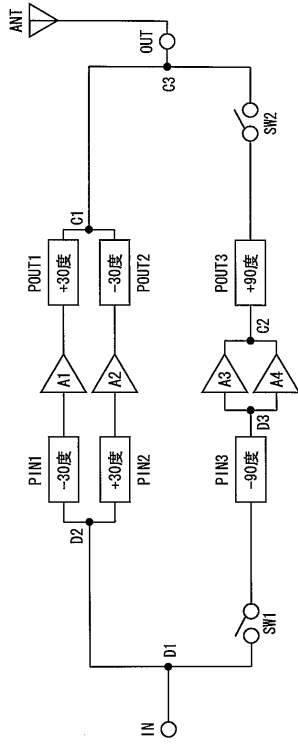 ANT
OUT
C3
C1
POUT1
+30度
-30度
POUT2
A1
A2
PIN1
-30度
+30度
PIN2
D2
SW2
POUT3
+90度
C2
A3
A4
D3
PIN3
-90度
SW1
D1
IN